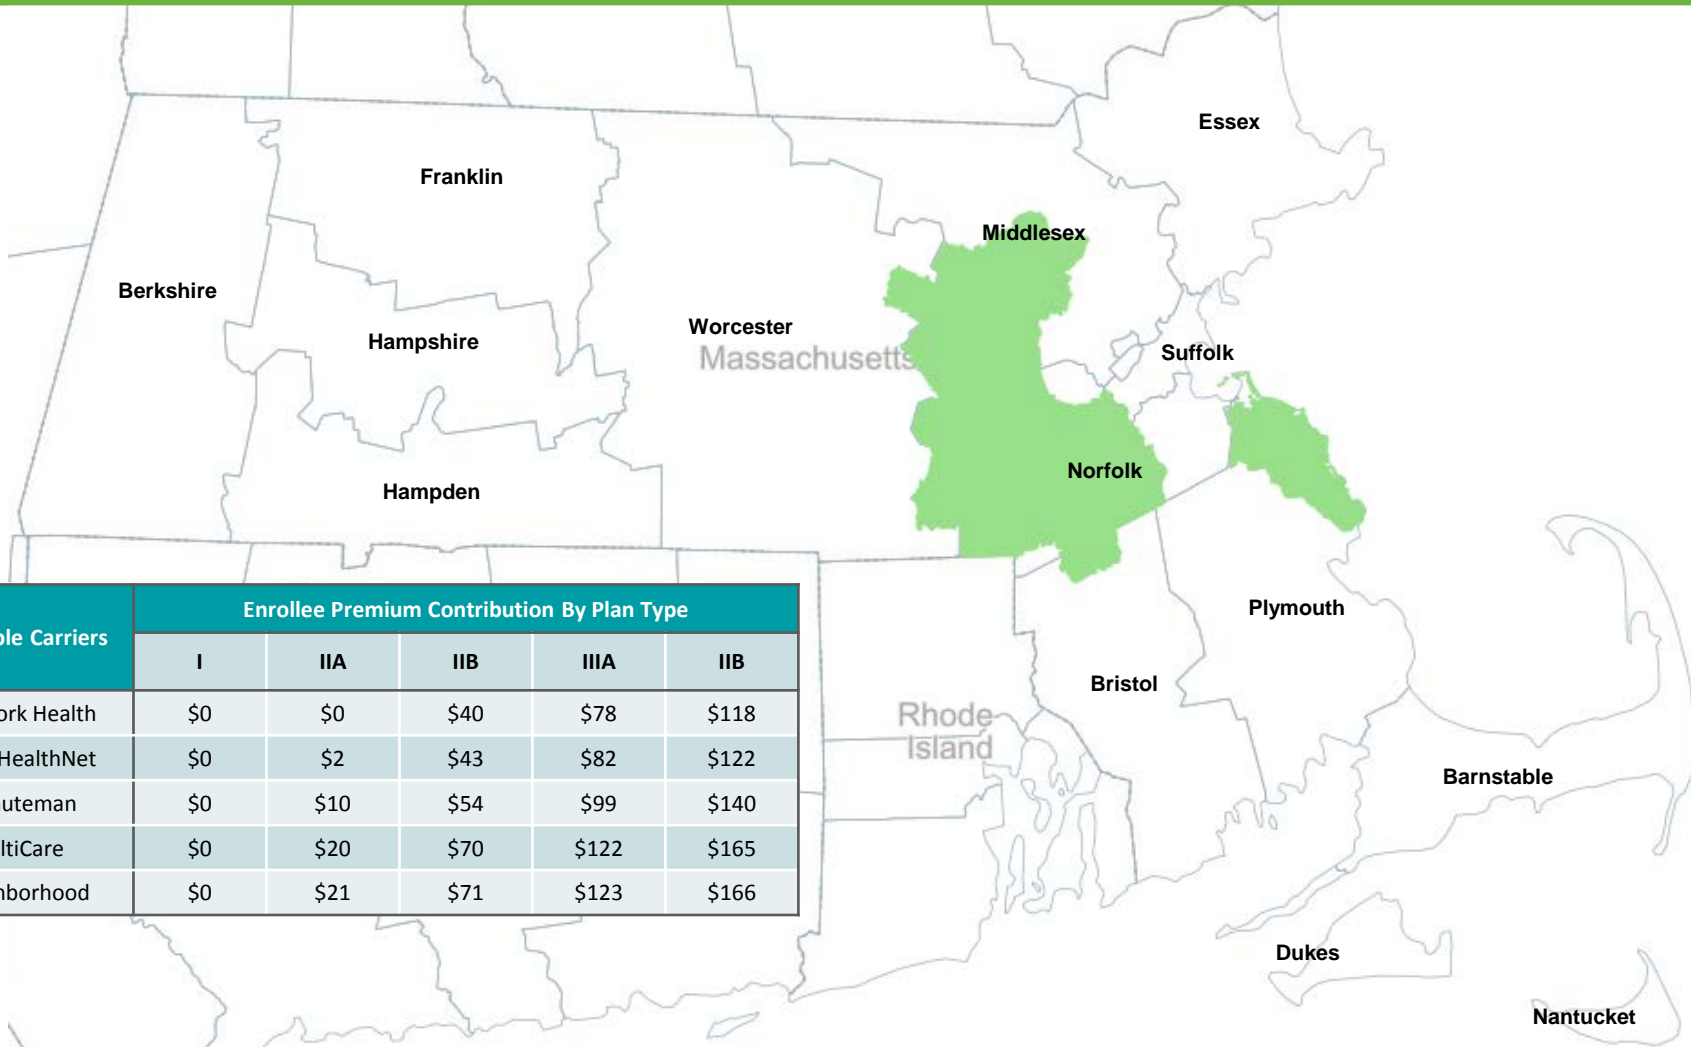 Essex
Franklin
Middlesex
Berkshire
Worcester
Hampshire
Massachusetts
Suffolk
Norfolk
Hampden
Plymouth
Bristol
Rhode
Island
Barnstable
Dukes
Nantucket
ble Carriers Enrollee Premium Contribution By Plan Type
I IIA IIB IIIA IIB
ork Health $0 $0 $40 $78 $118
HealthNet $0 $2 $43 $82 $122
uteman $0 $10 $54 $99 $140
ltiCare $0 $20 $70 $122 $165
hborhood $0 $21 $71 $123 $166